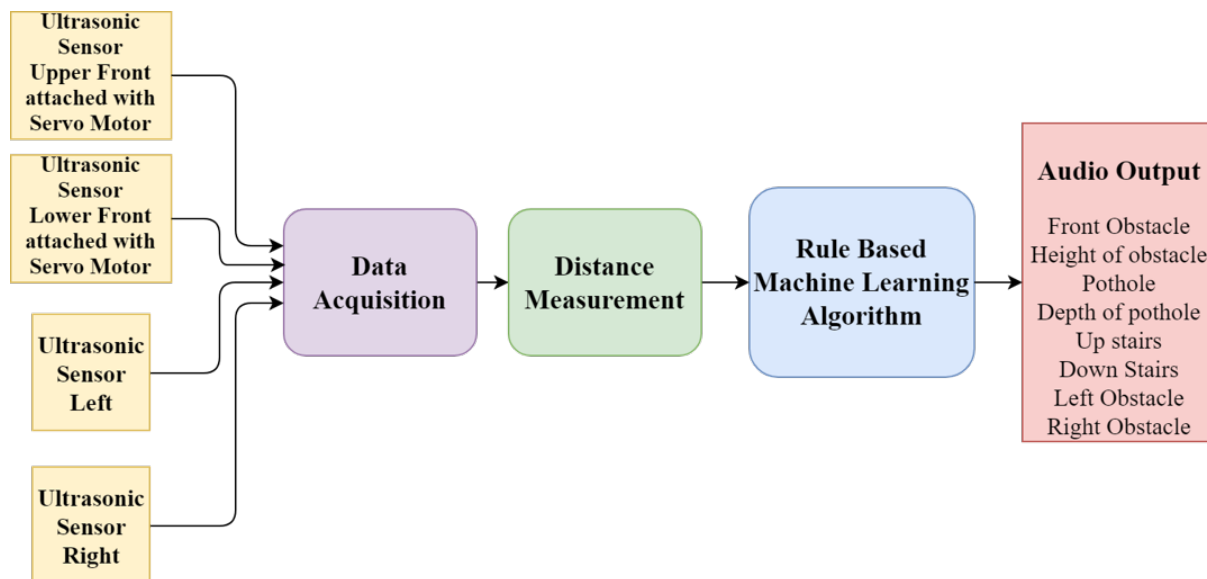 Ultrasonic
Sensor
Upper Front
attached with
Servo Motor
Ultrasonic
Sensor
Lower Front
attached with
Servo Motor
Ultrasonic
Sensor
Left
Ultrasonic
Sensor
Right
Data
Acquisition
Distance
Measurement
Rule Based
Machine Learning
Algorithm
Audio Output
Front Obstacle
Height of obstacle
Pothole
Depth of pothole
Up stairs
Down Stairs
Left Obstacle
Right Obstacle